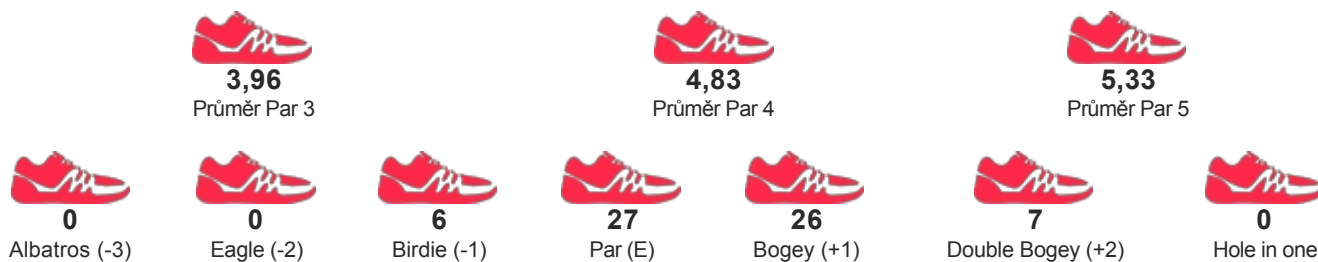 3,96 4,83 5,33
Průměr Par 3 Průměr Par 4 Průměr Par 5
0 0 6 27 26 7 0
Albatros (-3) Eagle (-2) Birdie (-1) Par (E) Bogey (+1) Double Bogey (+2) Hole in one